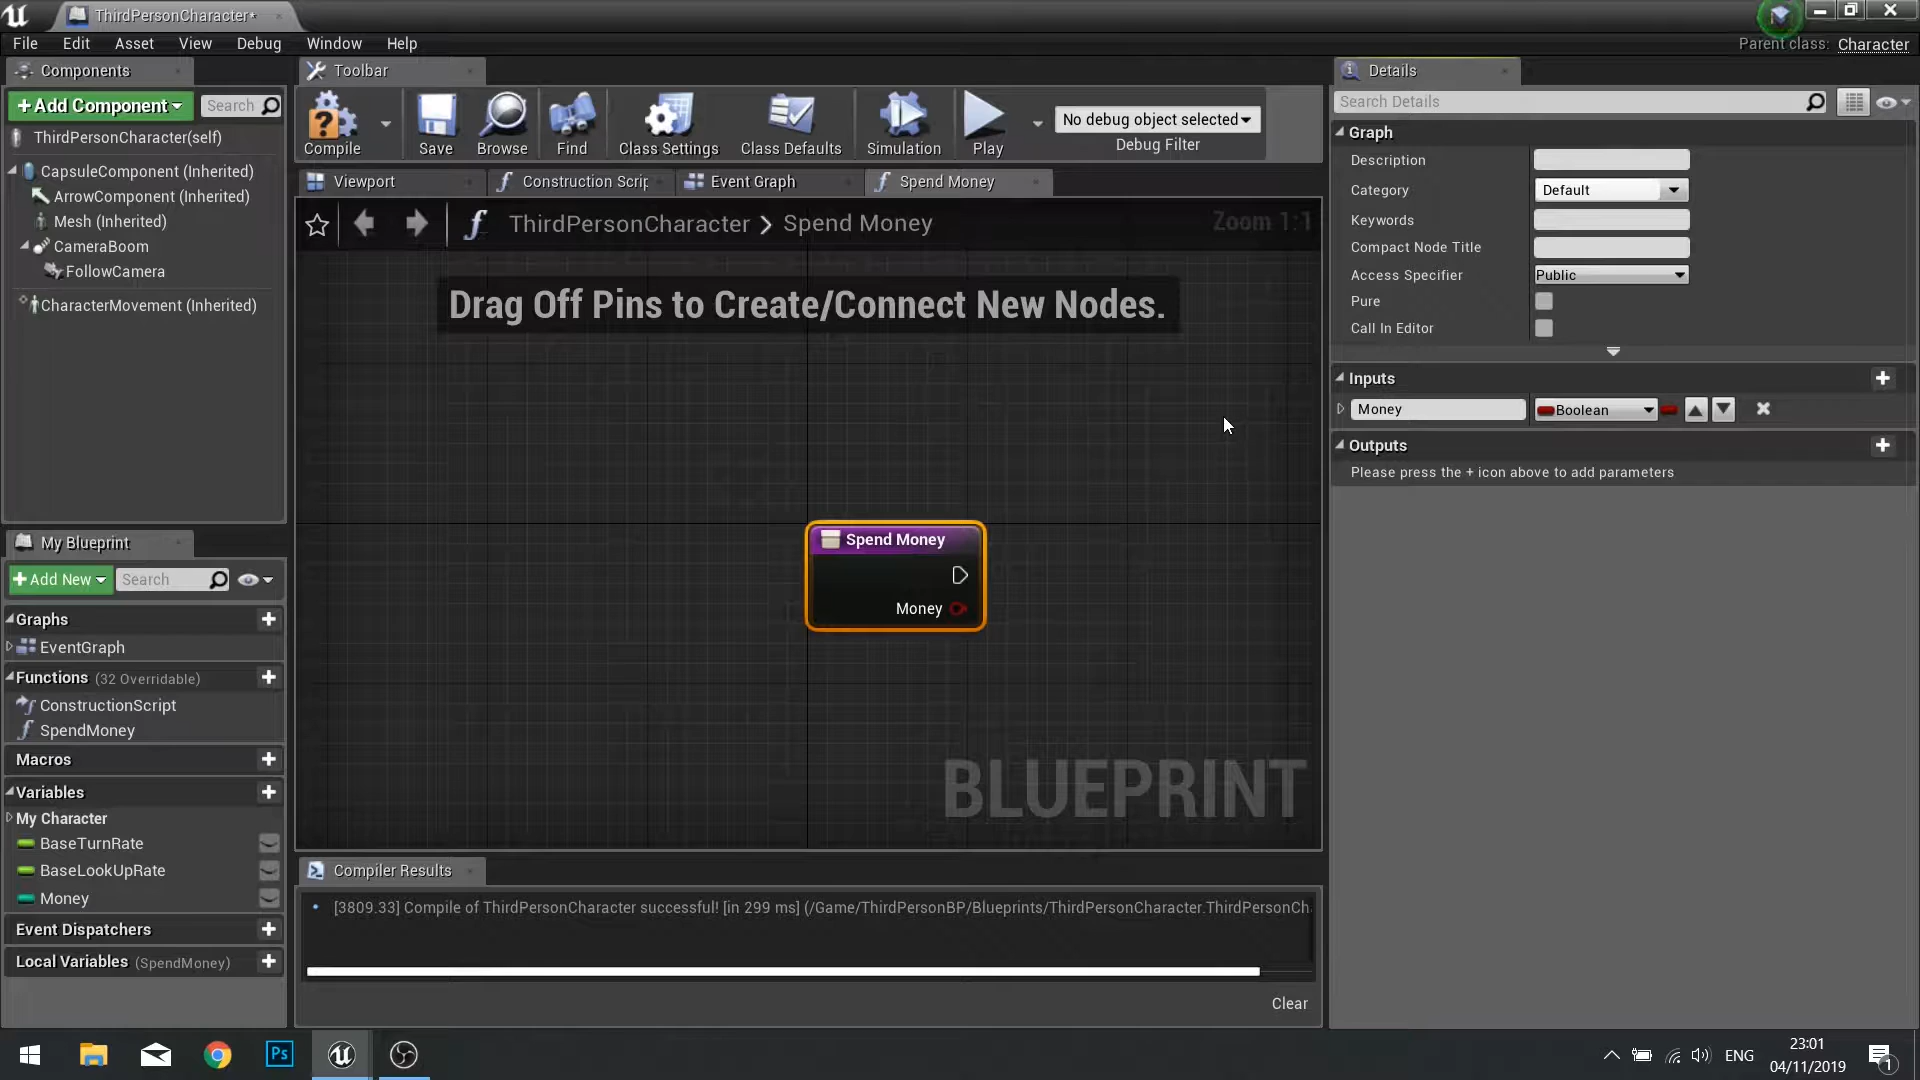 ThirdPersonCharacter*
File Edit Asset View Debug Window Help
Parent class: Character
Components
+Add Component
Search
ThirdPersonCharacter(self)
CapsuleComponent (Inherited)
ArrowComponent (Inherited)
Mesh (Inherited)
CameraBoom
FollowCamera
CharacterMovement (Inherited)
My Blueprint
+Add New
Search
Graphs
EventGraph
Functions (32 Overridable)
ConstructionScript
SpendMoney
Macros
Variables
My Character
BaseTurnRate
BaseLookUpRate
Money
Event Dispatchers
Local Variables (SpendMoney)
Toolbar
Compile
Save
Browse
Find
Class Settings
Class Defaults
Simulation
Play
No debug object selected
Debug Filter
Viewport
Construction Scrip
Event Graph
Spend Money
ThirdPersonCharacter > Spend Money
Zoom 1:1
Drag Off Pins to Create/Connect New Nodes.
Spend Money
Money
BLUEPRINT
Compiler Results
[3809.33] Compile of ThirdPersonCharacter successful! [in 299 ms] (/Game/ThirdPersonBP/Blueprints/ThirdPersonCharacter.ThirdPersonCh
Clear
Details
Search Details
Graph
Description
Category Default
Keywords
Compact Node Title
Access Specifier Public
Pure
Call In Editor
Inputs
Money Boolean
Outputs
Please press the + icon above to add parameters
Ps
ENG
23:01
04/11/2019
1